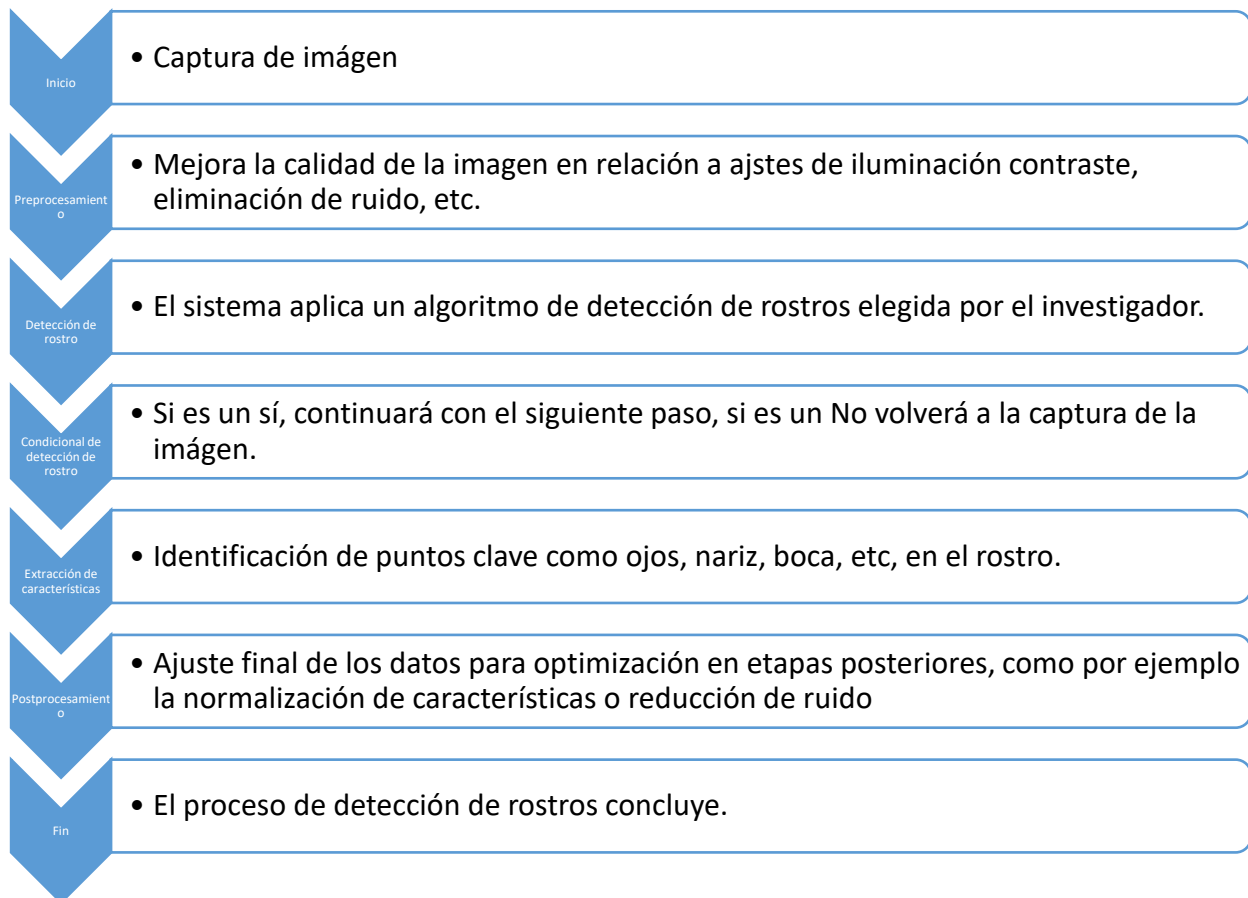 Inicio
• Captura de imágen
Preprocesamient
o
• Mejora la calidad de la imagen en relación a ajstes de iluminación contraste,
eliminación de ruido, etc.
Detección de
rostro
• El sistema aplica un algoritmo de detección de rostros elegida por el investigador.
Condicional de
detección de
rostro
• Si es un sí, continuará con el siguiente paso, si es un No volverá a la captura de la
imágen.
Extracción de
características
• Identificación de puntos clave como ojos, nariz, boca, etc, en el rostro.
Postprocesamient
o
• Ajuste final de los datos para optimización en etapas posteriores, como por ejemplo
la normalización de características o reducción de ruido
Fin
• El proceso de detección de rostros concluye.